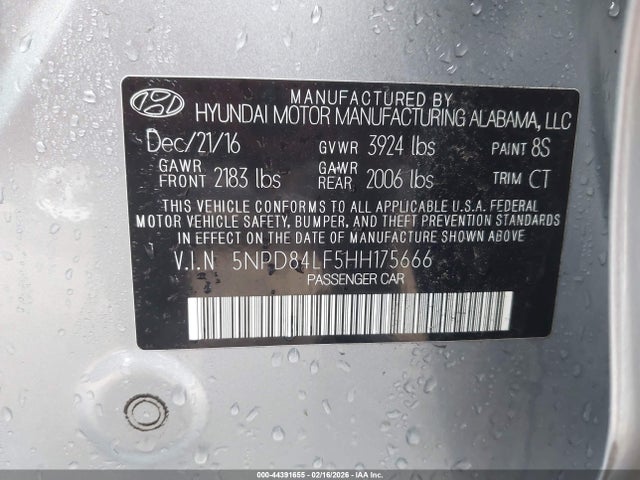 MANUFACTURED BY
HYUNDAI MOTOR MANUFACTURING ALABAMA, LLC
Dec/21/16 GVWR 3924 lbs PAINT 8S
GAWR FRONT 2183 lbs GAWR REAR 2006 lbs TRIM CT
THIS VEHICLE CONFORMS TO ALL APPLICABLE U.S.A. FEDERAL
MOTOR VEHICLE SAFETY, BUMPER, AND THEFT PREVENTION STANDARDS
IN EFFECT ON THE DATE OF MANUFACTURE SHOWN ABOVE.
V.I.N 5NPD84LF5HH175666
PASSENGER CAR
000-44391655 - 02/16/2026 - IAA Inc.